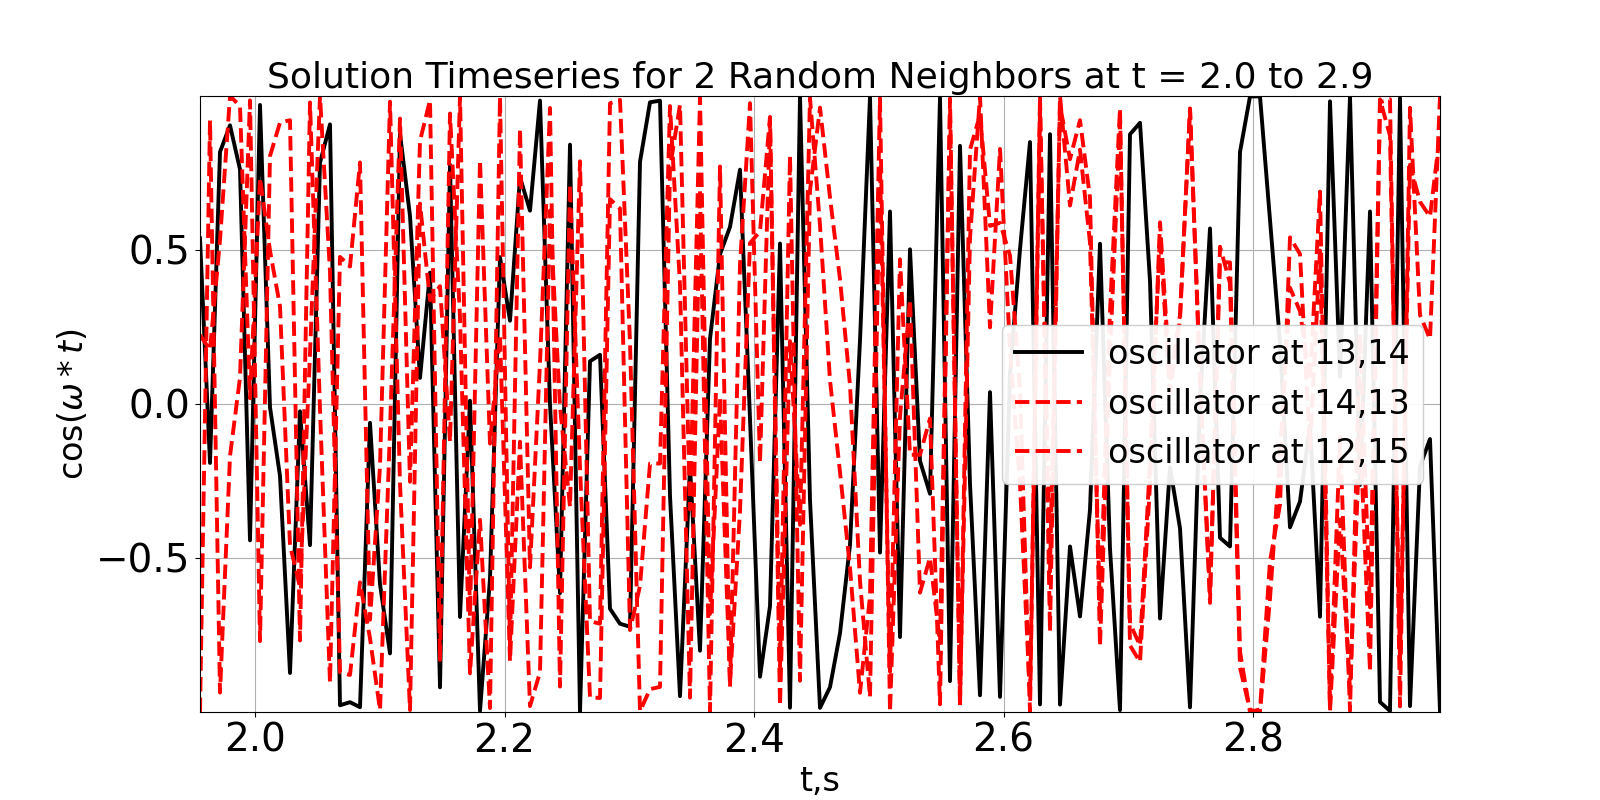 Solution Timeseries for 2 Random Neighbors at t = 2.0 to 2.9
cos(ω * t)
0.5
0.0
−0.5
oscillator at 13,14
oscillator at 14,13
oscillator at 12,15
2.0 2.2 2.4 2.6 2.8
t,s